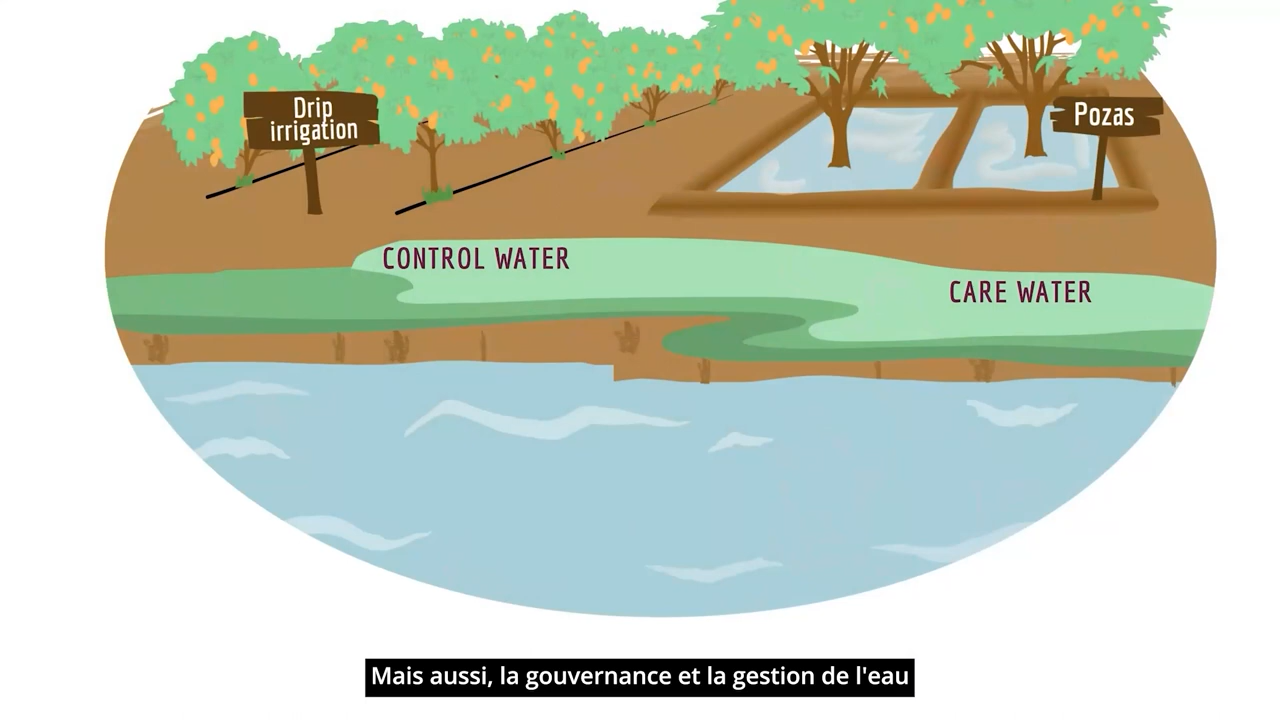 Drip
irrigation
Pozas
CONTROL WATER
CARE WATER
Mais aussi, la gouvernance et la gestion de l'eau